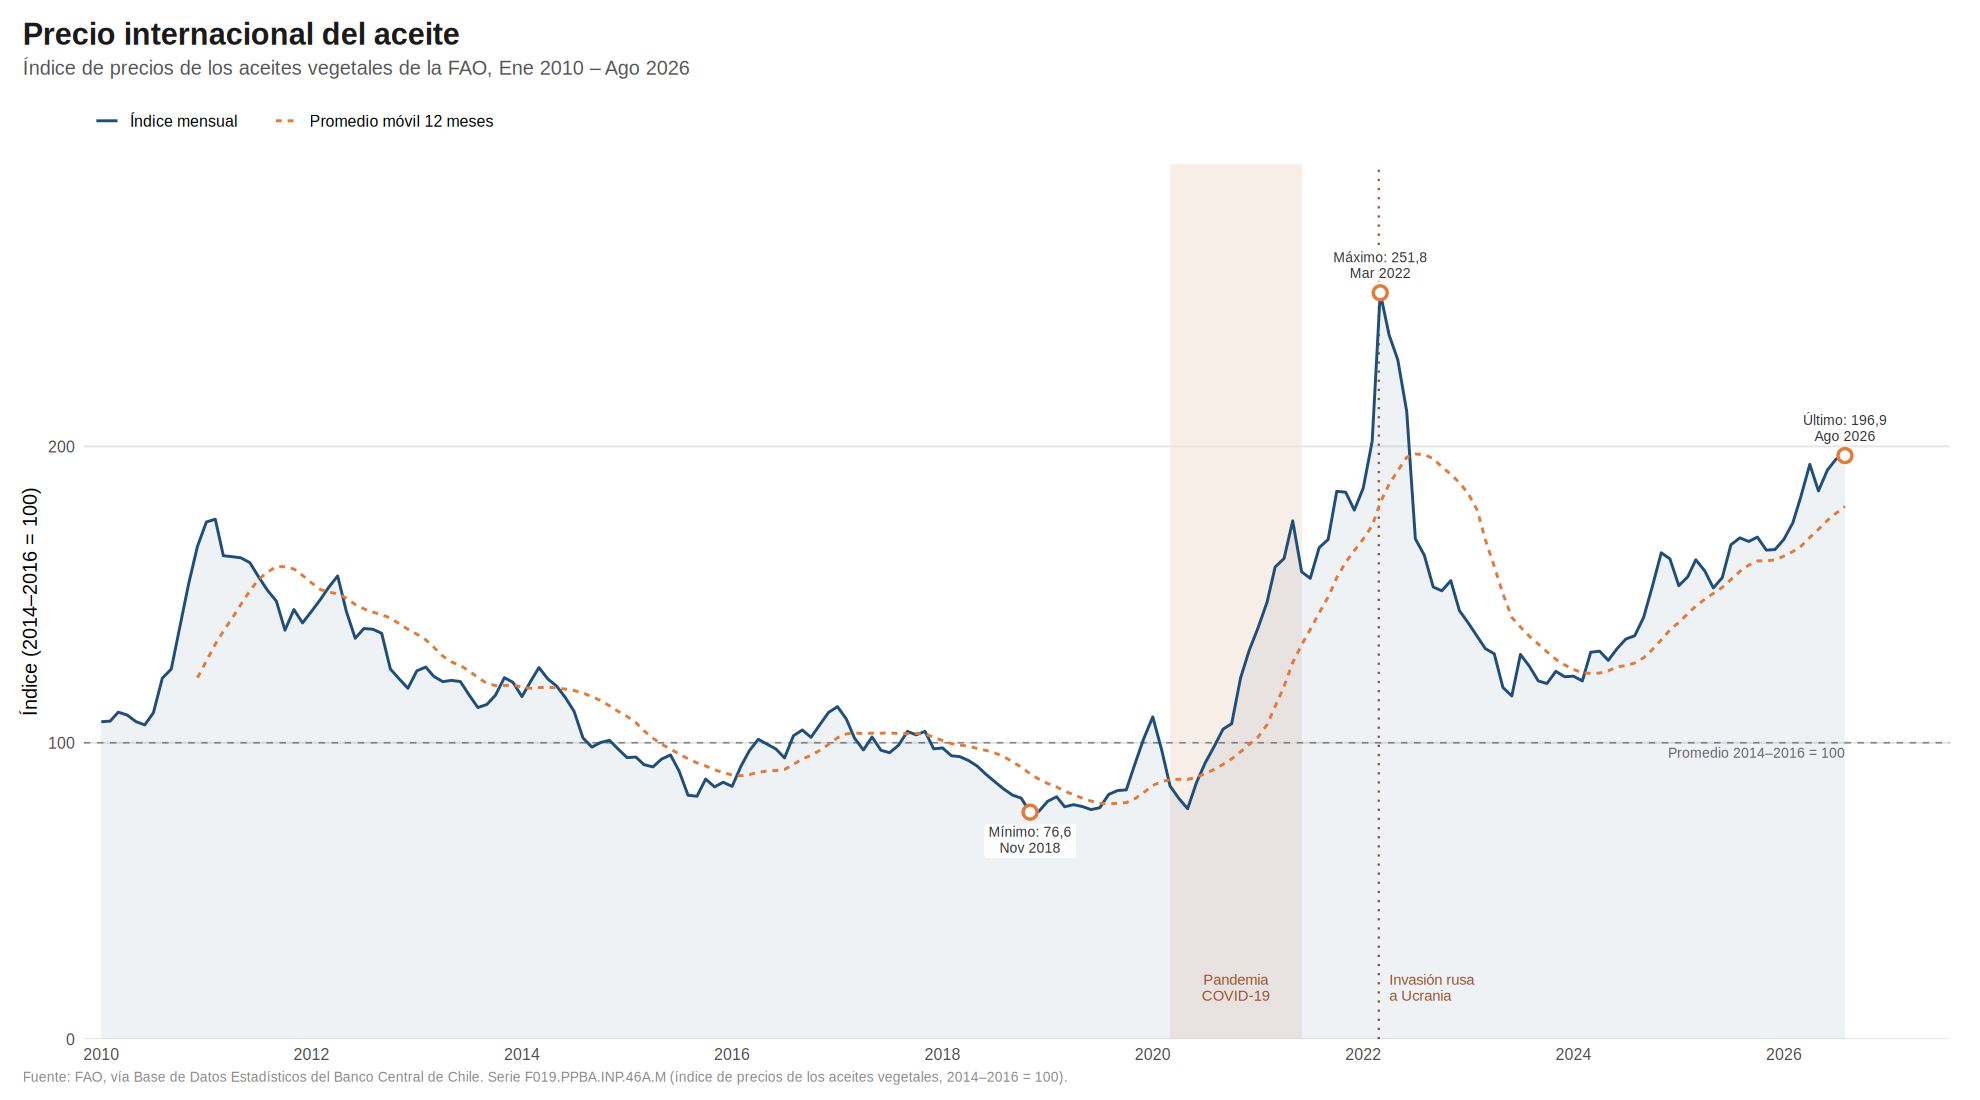 Precio internacional del aceite
Índice de precios de los aceites vegetales de la FAO, Ene 2010 – Ago 2026
Índice mensual
Promedio móvil 12 meses
Máximo: 251,8
Mar 2022
Último: 196,9
Ago 2026
200
Índice (2014–2016 = 100)
100
Promedio 2014–2016 = 100
Mínimo: 76,6
Nov 2018
Pandemia
COVID-19
Invasión rusa
a Ucrania
0
2010 2012 2014 2016 2018 2020 2022 2024 2026
Fuente: FAO, vía Base de Datos Estadísticos del Banco Central de Chile. Serie F019.PPBA.INP.46A.M (índice de precios de los aceites vegetales, 2014–2016 = 100).